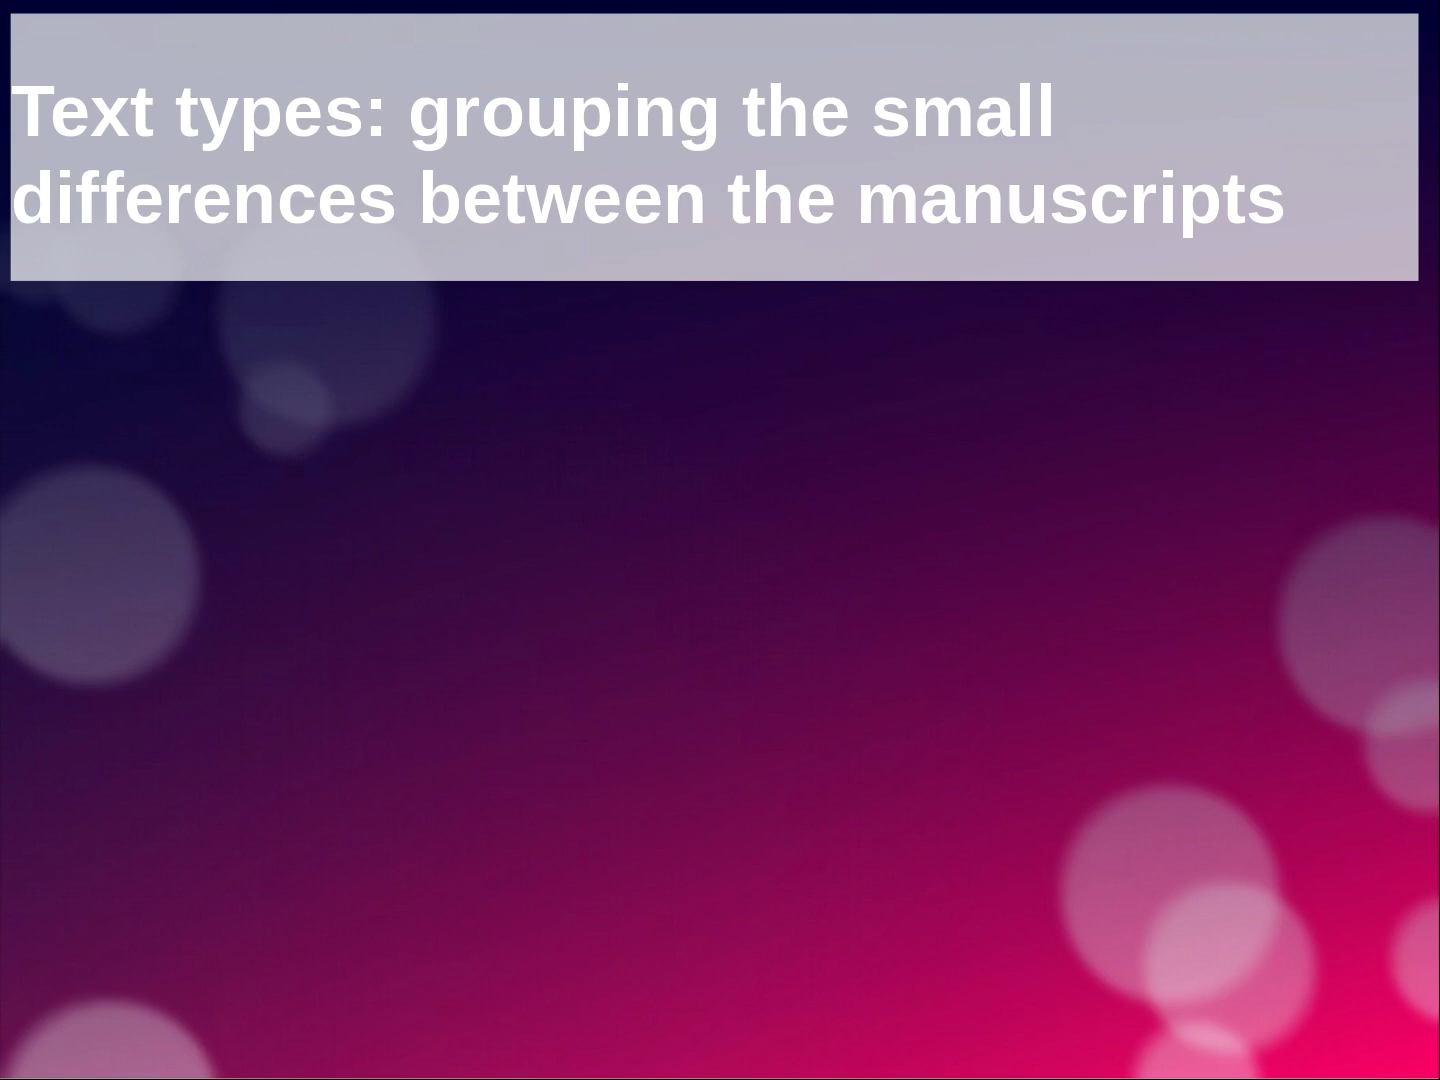 Text types: grouping the small
differences between the manuscripts